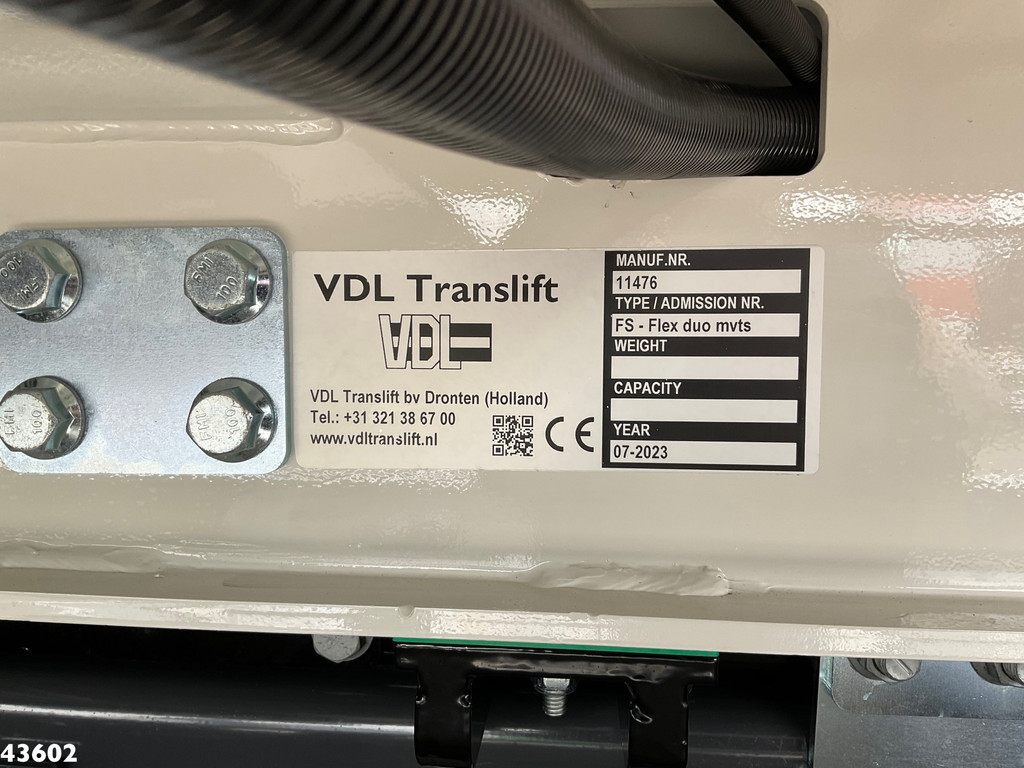 VDL Translift
VDL
VDL Translift bv Dronten (Holland)
Tel.: +31 321 38 67 00
www.vdltranslift.nl
CE
MANUF.NR.
11476
TYPE / ADMISSION NR.
FS - Flex duo mvts
WEIGHT
CAPACITY
YEAR
07-2023
43602